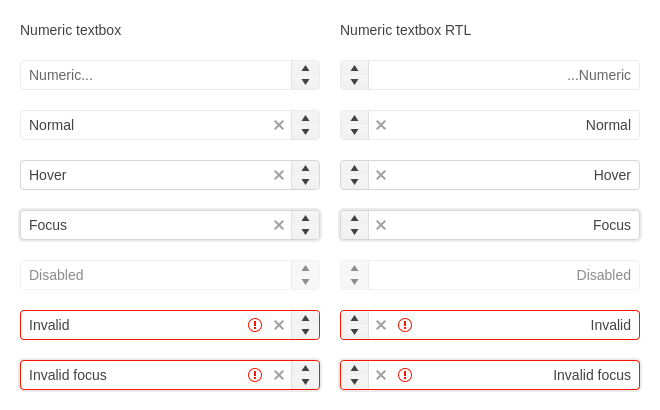 Numeric textbox
Numeric textbox RTL
Numeric...
...Numeric
Normal
Normal
Hover
Hover
Focus
Focus
Disabled
Disabled
Invalid
Invalid
Invalid focus
Invalid focus